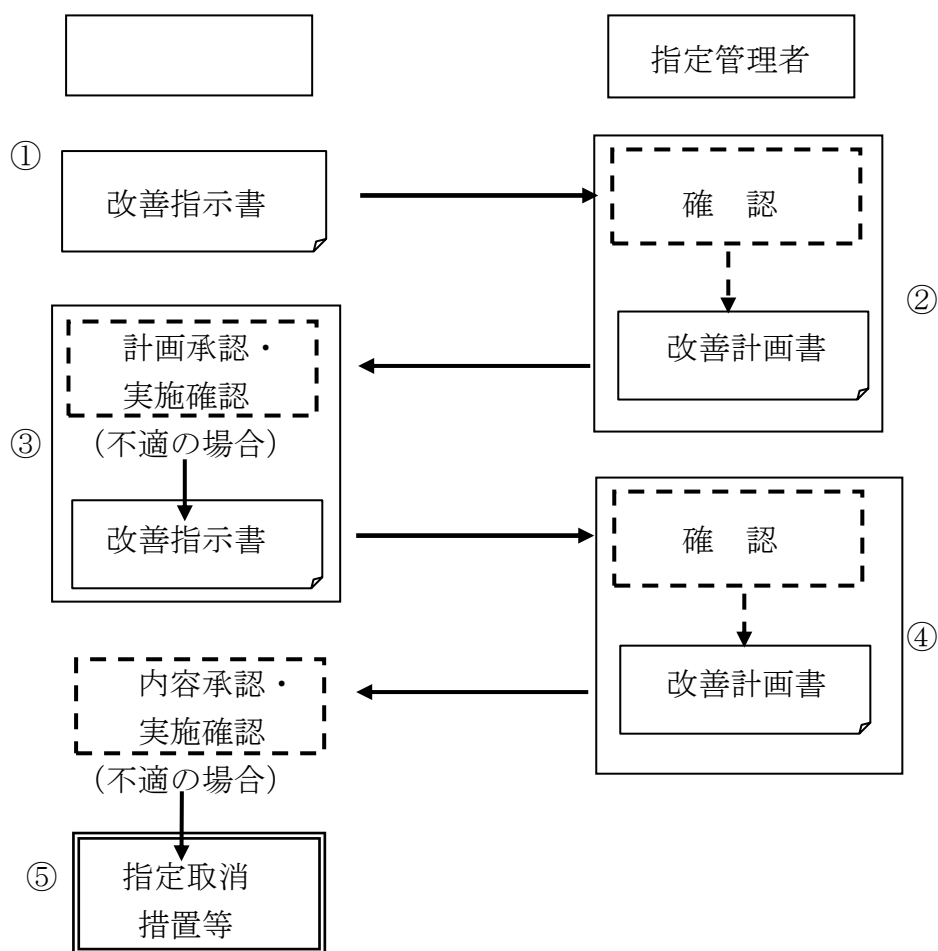 指定管理者
①
改善指示書
確 認
②
改善計画書
計画承認・
実施確認
③
（不適の場合）
改善指示書
確 認
④
改善計画書
内容承認・
実施確認
（不適の場合）
⑤
指定取消
措置等